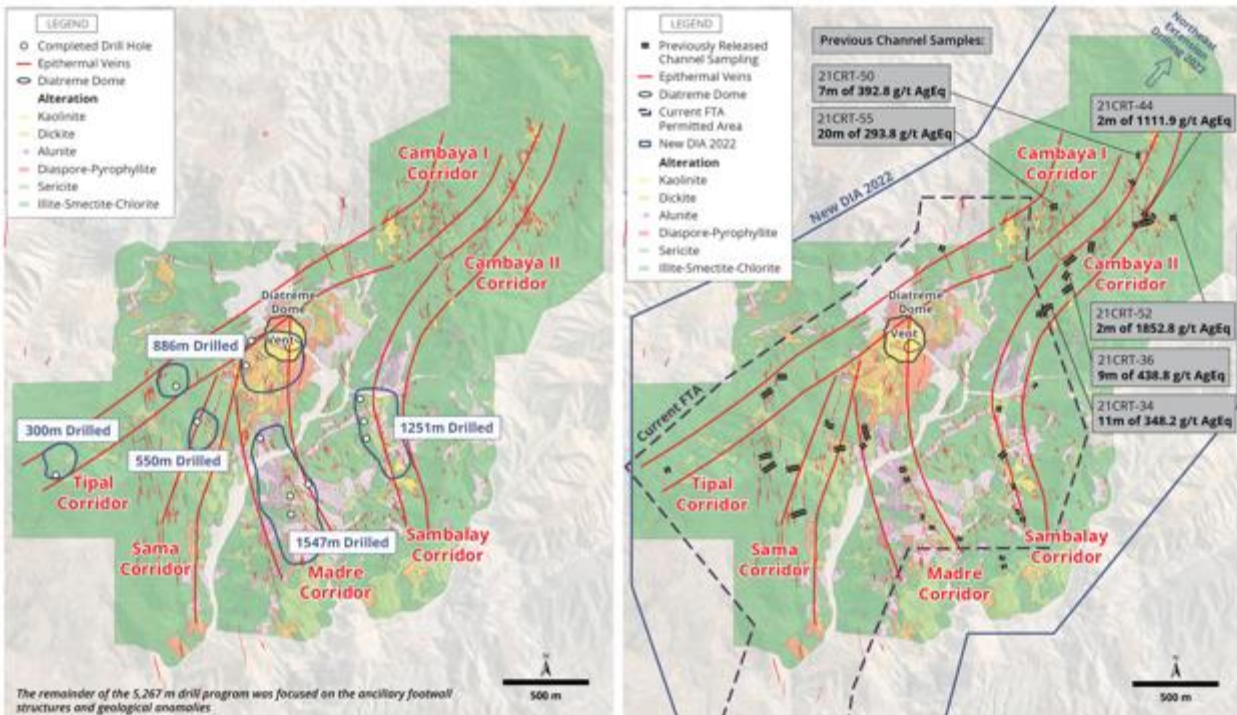 LEGEND
Completed Drill Hole
Epithermal Veins
Diatreme Dome
Alteration
Kaolinite
Dickite
Alunite
Diaspore-Pyrophyllite
Sericite
Illite-Smectite-Chlorite
Cambaya I
Corridor
Cambaya II
Corridor
Diatreme
Dome
Vent
886m Drilled
300m Drilled
550m Drilled
1251m Drilled
1547m Drilled
Tipal
Corridor
Sama
Corridor
Madre
Corridor
Sambalay
Corridor
N
500 m
The remainder of the 5,267 m drill program was focused on the ancillary footwall
structures and geological anomalies
LEGEND
Previously Released
Channel Sampling
Epithermal Veins
Diatreme Dome
Current FTA
Permitted Area
New DIA 2022
Alteration
Kaolinite
Dickite
Alunite
Diaspore-Pyrophyllite
Sericite
Illite-Smectite-Chlorite
Previous Channel Samples:
21CRT-50
7m of 392.8 g/t AgEq
21CRT-55
20m of 293.8 g/t AgEq
Northeast
Extension
Drilling 2022
21CRT-44
2m of 1111.9 g/t AgEq
Cambaya I
Corridor
New DIA 2022
Cambaya II
Corridor
Diatreme
Dome
Vent
21CRT-52
2m of 1852.8 g/t AgEq
21CRT-36
9m of 438.8 g/t AgEq
21CRT-34
11m of 348.2 g/t AgEq
Current FTA
Tipal
Corridor
Sama
Corridor
Madre
Corridor
Sambalay
Corridor
N
500 m